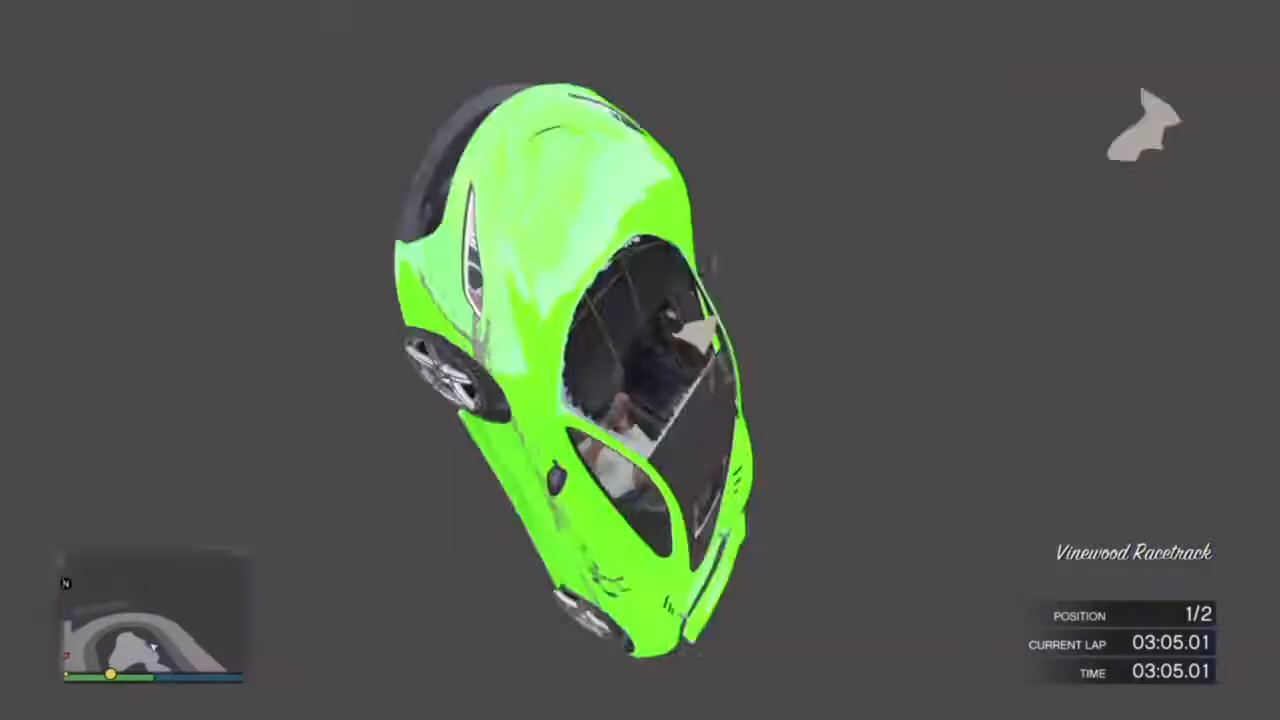 N
Vinewood Racetrack
POSITION 1/2
CURRENT LAP 03:05.01
TIME 03:05.01